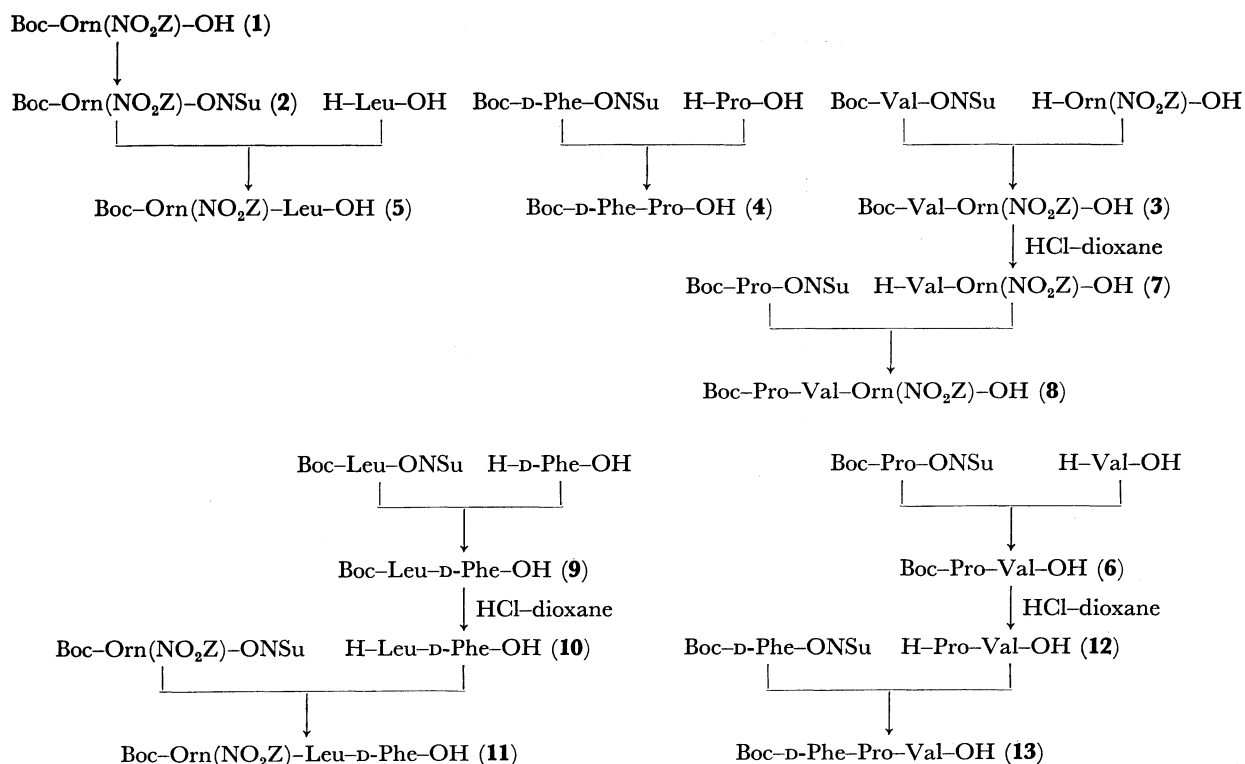 Boc–Orn(NO₂Z)–OH (1)
Boc–Orn(NO₂Z)–ONSu (2) H–Leu–OH Boc–D-Phe–ONSu H–Pro–OH Boc–Val–ONSu H–Orn(NO₂Z)–OH
Boc–Orn(NO₂Z)–Leu–OH (5) Boc–D-Phe–Pro–OH (4) Boc–Val–Orn(NO₂Z)–OH (3)
HCl–dioxane
Boc–Pro–ONSu H–Val–Orn(NO₂Z)–OH (7)
Boc–Pro–Val–Orn(NO₂Z)–OH (8)
Boc–Leu–ONSu H–D-Phe–OH Boc–Pro–ONSu H–Val–OH
Boc–Leu–D-Phe–OH (9) Boc–Pro–Val–OH (6)
HCl–dioxane HCl–dioxane
Boc–Orn(NO₂Z)–ONSu H–Leu–D-Phe–OH (10) Boc–D-Phe–ONSu H–Pro–Val–OH (12)
Boc–Orn(NO₂Z)–Leu–D-Phe–OH (11) Boc–D-Phe–Pro–Val–OH (13)